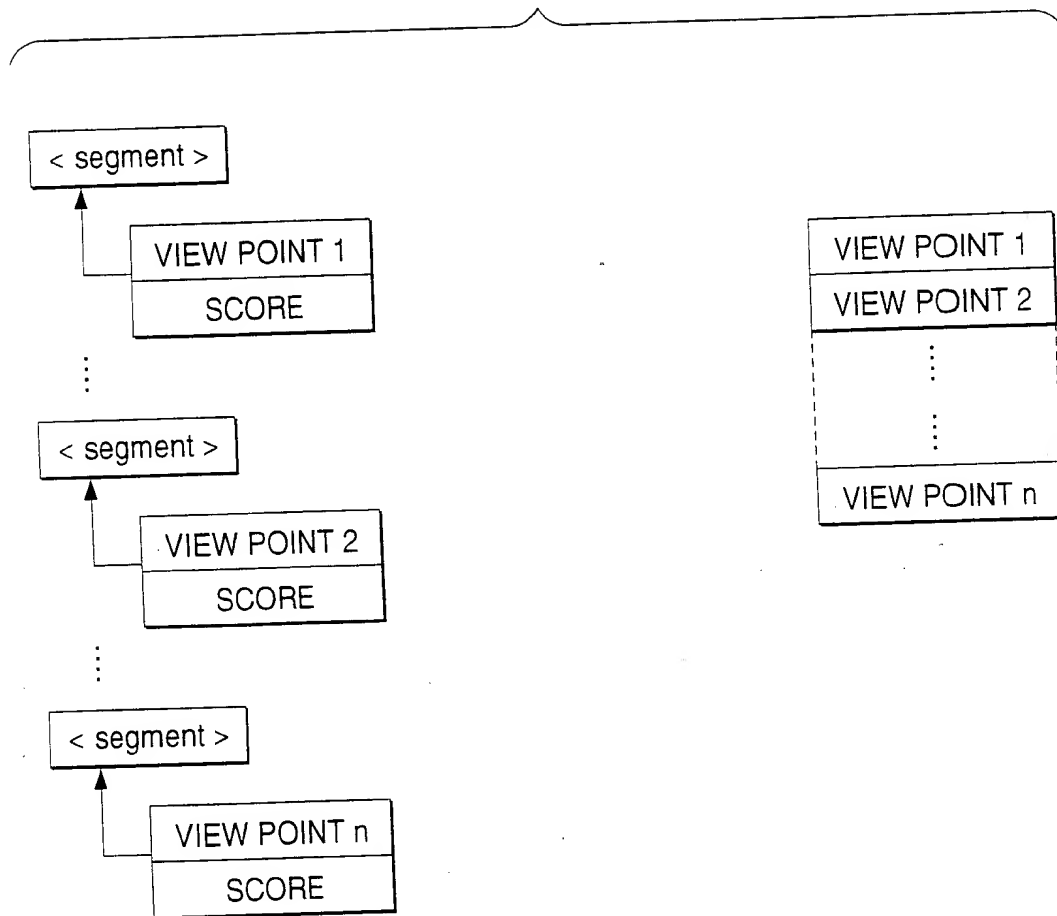 < segment >
VIEW POINT 1
SCORE
< segment >
VIEW POINT 2
SCORE
< segment >
VIEW POINT n
SCORE
VIEW POINT 1
VIEW POINT 2
VIEW POINT n